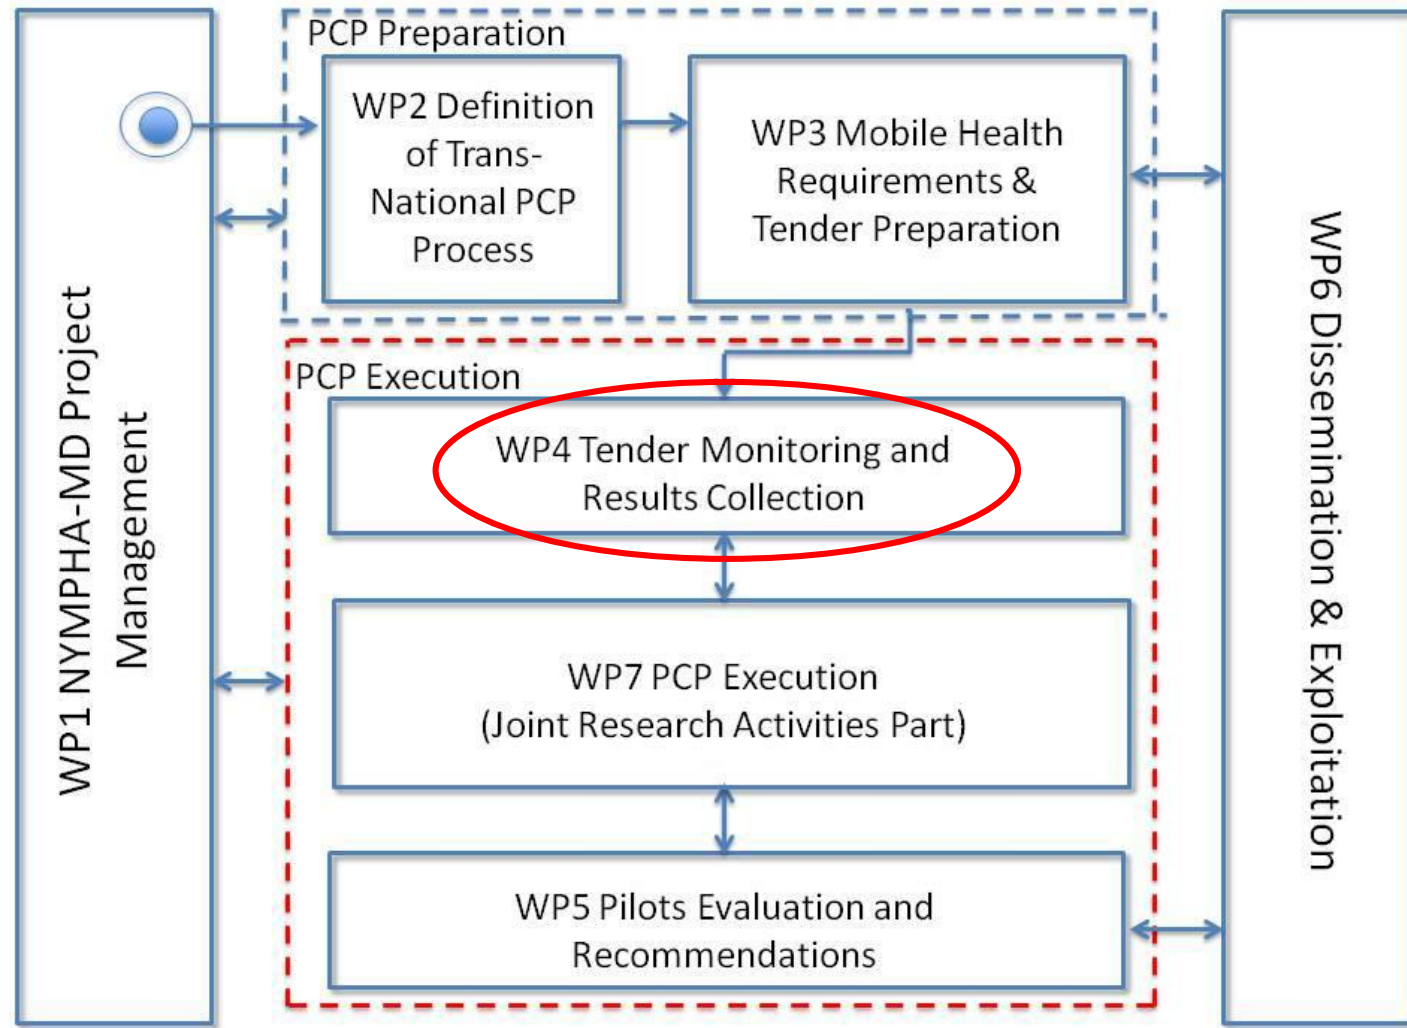 WP1 NYMPHA-MD Project
Management
PCP Preparation
WP2 Definition
of Trans-
National PCP
Process
WP3 Mobile Health
Requirements &
Tender Preparation
PCP Execution
WP4 Tender Monitoring and
Results Collection
WP7 PCP Execution
(Joint Research Activities Part)
WP5 Pilots Evaluation and
Recommendations
WP6 Dissemination & Exploitation